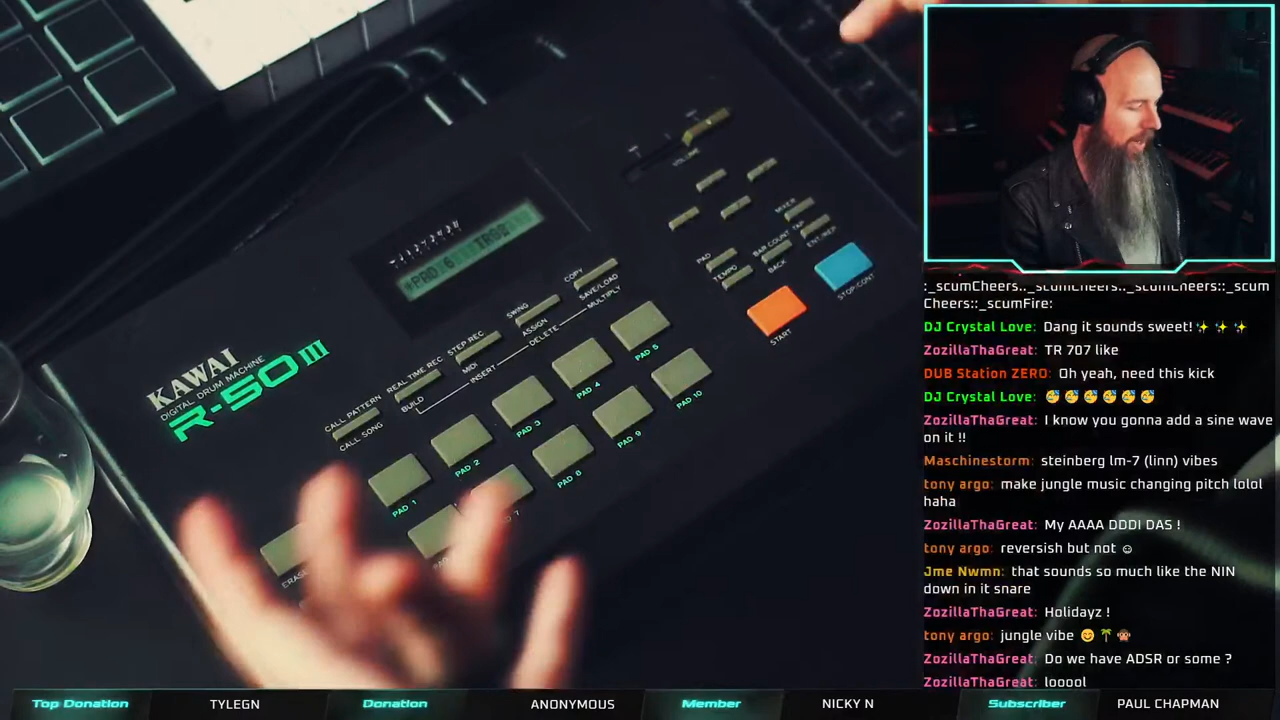 VOLUME
*PAD:6
MIXER
PAD
BAR COUNT
TAP
TEMPO
BACK
ENT/REP
COPY
SAVE/LOAD
MULTIPLY
STOP/CONT
START
SWING
ASSIGN
DELETE
STEP REC
MIDI
INSERT
REAL TIME REC
BUILD
CALL PATTERN
CALL SONG
KAWAI
DIGITAL DRUM MACHINE
R-50III
PAD 5
PAD 4
PAD 3
PAD 2
PAD 1
PAD 10
PAD 9
PAD 8
:_scumCheers::_scumCheers::_scumCheers::_scum
Cheers::_scumFire:
DJ Crystal Love: Dang it sounds sweet!✨ ✨ ✨
ZozillaThaGreat: TR 707 like
DUB Station ZERO: Oh yeah, need this kick
DJ Crystal Love: 🥳 🥳 🥳 🥳 🥳 🥳
ZozillaThaGreat: I know you gonna add a sine wave
on it !!
Maschinestorm: steinberg lm-7 (linn) vibes
tony argo: make jungle music changing pitch lolol
haha
ZozillaThaGreat: My AAAA DDDI DAS !
tony argo: reversish but not ☺
Jme Nwmn: that sounds so much like the NIN
down in it snare
ZozillaThaGreat: Holidayz !
tony argo: jungle vibe 😊 🌴 🙊
ZozillaThaGreat: Do we have ADSR or some ?
ZozillaThaGreat: looool
Top Donation TYLEGN Donation ANONYMOUS Member NICKY N Subscriber PAUL CHAPMAN